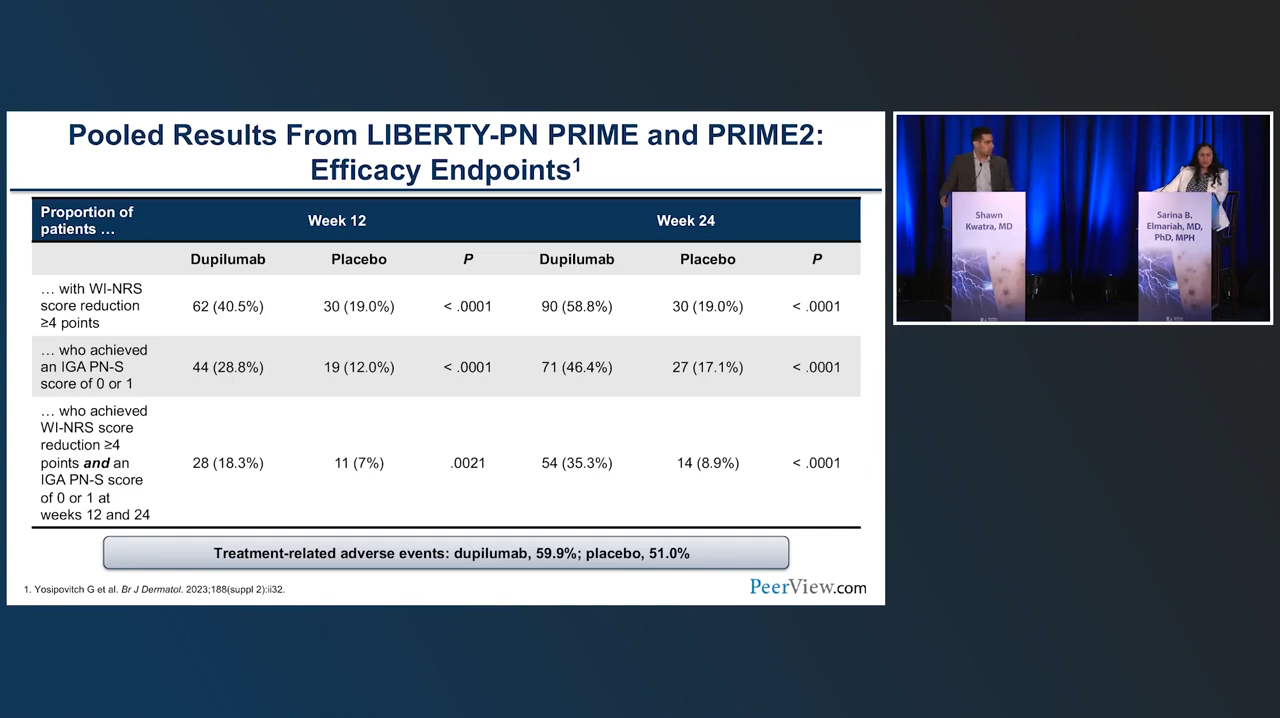 Pooled Results From LIBERTY-PN PRIME and PRIME2:
Efficacy Endpoints¹
Proportion of
patients …
Week 12
Week 24
Dupilumab
Placebo
P
Dupilumab
Placebo
P
… with WI-NRS
score reduction
≥4 points
62 (40.5%)
30 (19.0%)
< .0001
90 (58.8%)
30 (19.0%)
< .0001
… who achieved
an IGA PN-S
score of 0 or 1
44 (28.8%)
19 (12.0%)
< .0001
71 (46.4%)
27 (17.1%)
< .0001
… who achieved
WI-NRS score
reduction ≥4
points and an
IGA PN-S score
of 0 or 1 at
weeks 12 and 24
28 (18.3%)
11 (7%)
.0021
54 (35.3%)
14 (8.9%)
< .0001
Treatment-related adverse events: dupilumab, 59.9%; placebo, 51.0%
1. Yosipovitch G et al. Br J Dermatol. 2023;188(suppl 2):ii32.
PeerView.com
Shawn
Kwatra, MD
Sarina B.
Elmariah, MD,
PhD, MPH